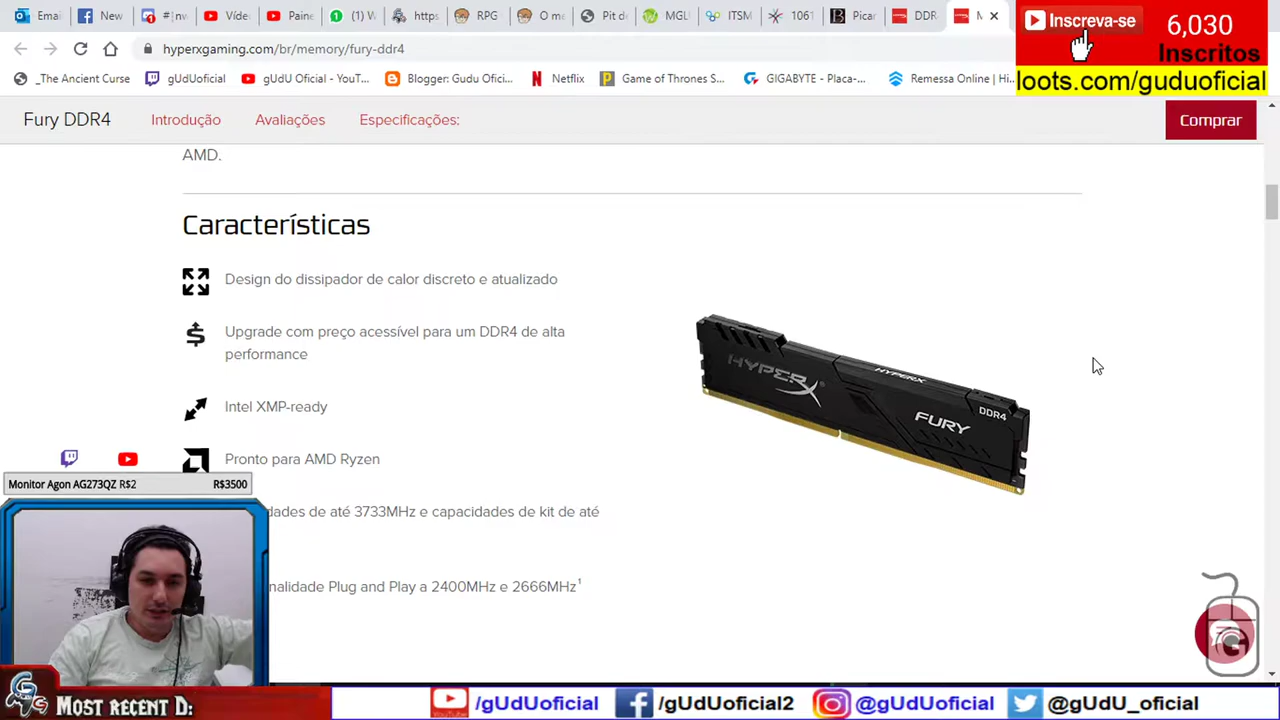 Emai
New
#|nw
Víde
Paine
(1) W
https
RPG
O me
Pit d
MGL
ITSM
1061
Pica
DDR
hyperxgaming.com/br/memory/fury-ddr4
_The Ancient Curse
gUdUoficial
gUdU Oficial - YouT...
Blogger: Gudu Ofici...
Netflix
Game of Thrones S...
GIGABYTE - Placa-...
Remessa Online | Hi...
Inscreva-se
6,030
Inscritos
loots.com/guduoficial
Fury DDR4
Introdução
Avaliações
Especificações:
Comprar
AMD.
Características
Design do dissipador de calor discreto e atualizado
Upgrade com preço acessível para um DDR4 de alta
performance
Intel XMP-ready
Pronto para AMD Ryzen
dades de até 3733MHz e capacidades de kit de até
nalidade Plug and Play a 2400MHz e 2666MHz¹
HYPERX
HYPERX
FURY
DDR4
Monitor Agon AG273QZ R$2
R$3500
MOST RECENT D:
/gUdUoficial
/gUdUoficial2
@gUdUoficial
@gUdU_oficial